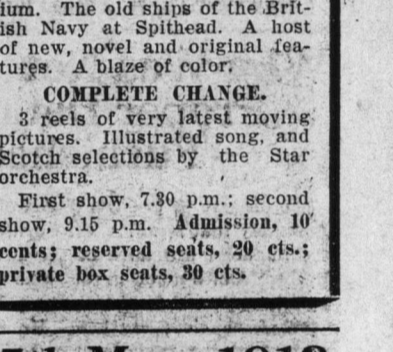 ium. The old ships of the Brit-
ish Navy at Spithead. A host
of new, novel and original fea-
tures. A blaze of color.
COMPLETE CHANGE.
3 reels of very latest moving
pictures. Illustrated song, and
Scotch selections by the Star
orchestra.
First show, 7.30 p.m.; second
show, 9.15 p.m. Admission, 10
cents; reserved seats, 20 cts.;
private box seats, 30 cts.